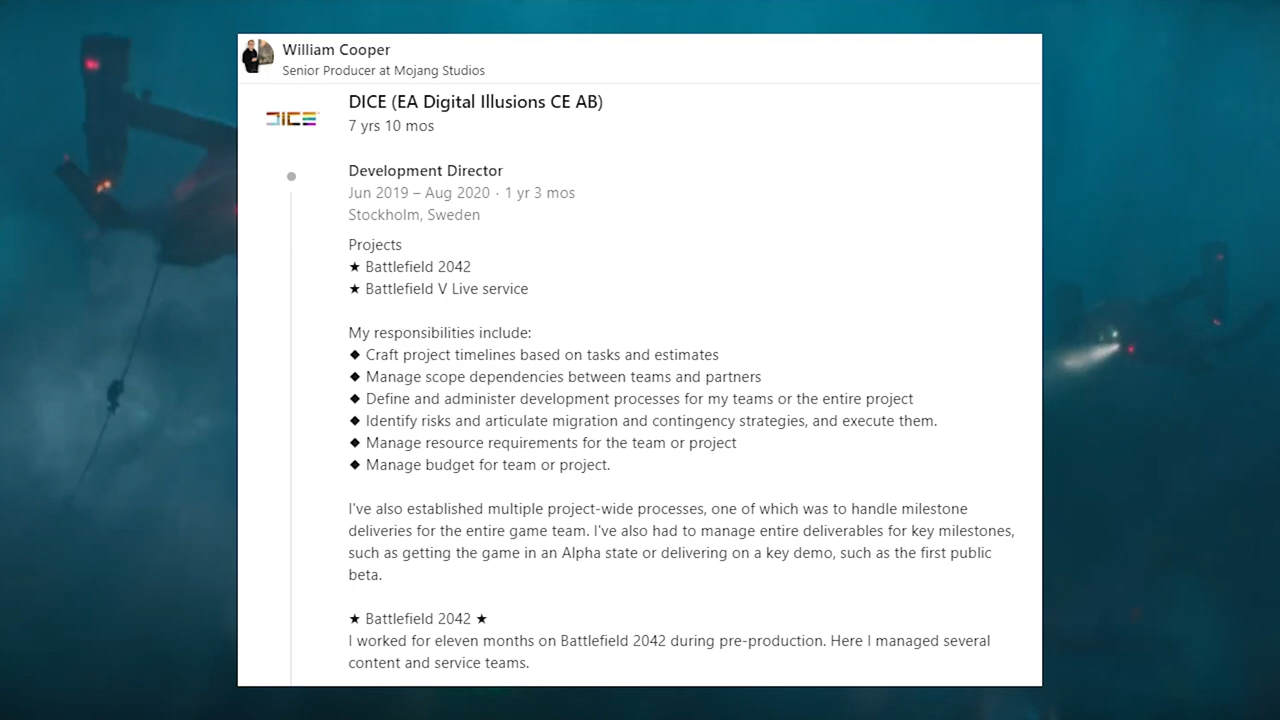 William Cooper
Senior Producer at Mojang Studios
DICE
DICE (EA Digital Illusions CE AB)
7 yrs 10 mos
Development Director
Jun 2019 – Aug 2020 · 1 yr 3 mos
Stockholm, Sweden
Projects
★ Battlefield 2042
★ Battlefield V Live service
My responsibilities include:
◆ Craft project timelines based on tasks and estimates
◆ Manage scope dependencies between teams and partners
◆ Define and administer development processes for my teams or the entire project
◆ Identify risks and articulate migration and contingency strategies, and execute them.
◆ Manage resource requirements for the team or project
◆ Manage budget for team or project.
I've also established multiple project-wide processes, one of which was to handle milestone
deliveries for the entire game team. I've also had to manage entire deliverables for key milestones,
such as getting the game in an Alpha state or delivering on a key demo, such as the first public
beta.
★ Battlefield 2042 ★
I worked for eleven months on Battlefield 2042 during pre-production. Here I managed several
content and service teams.